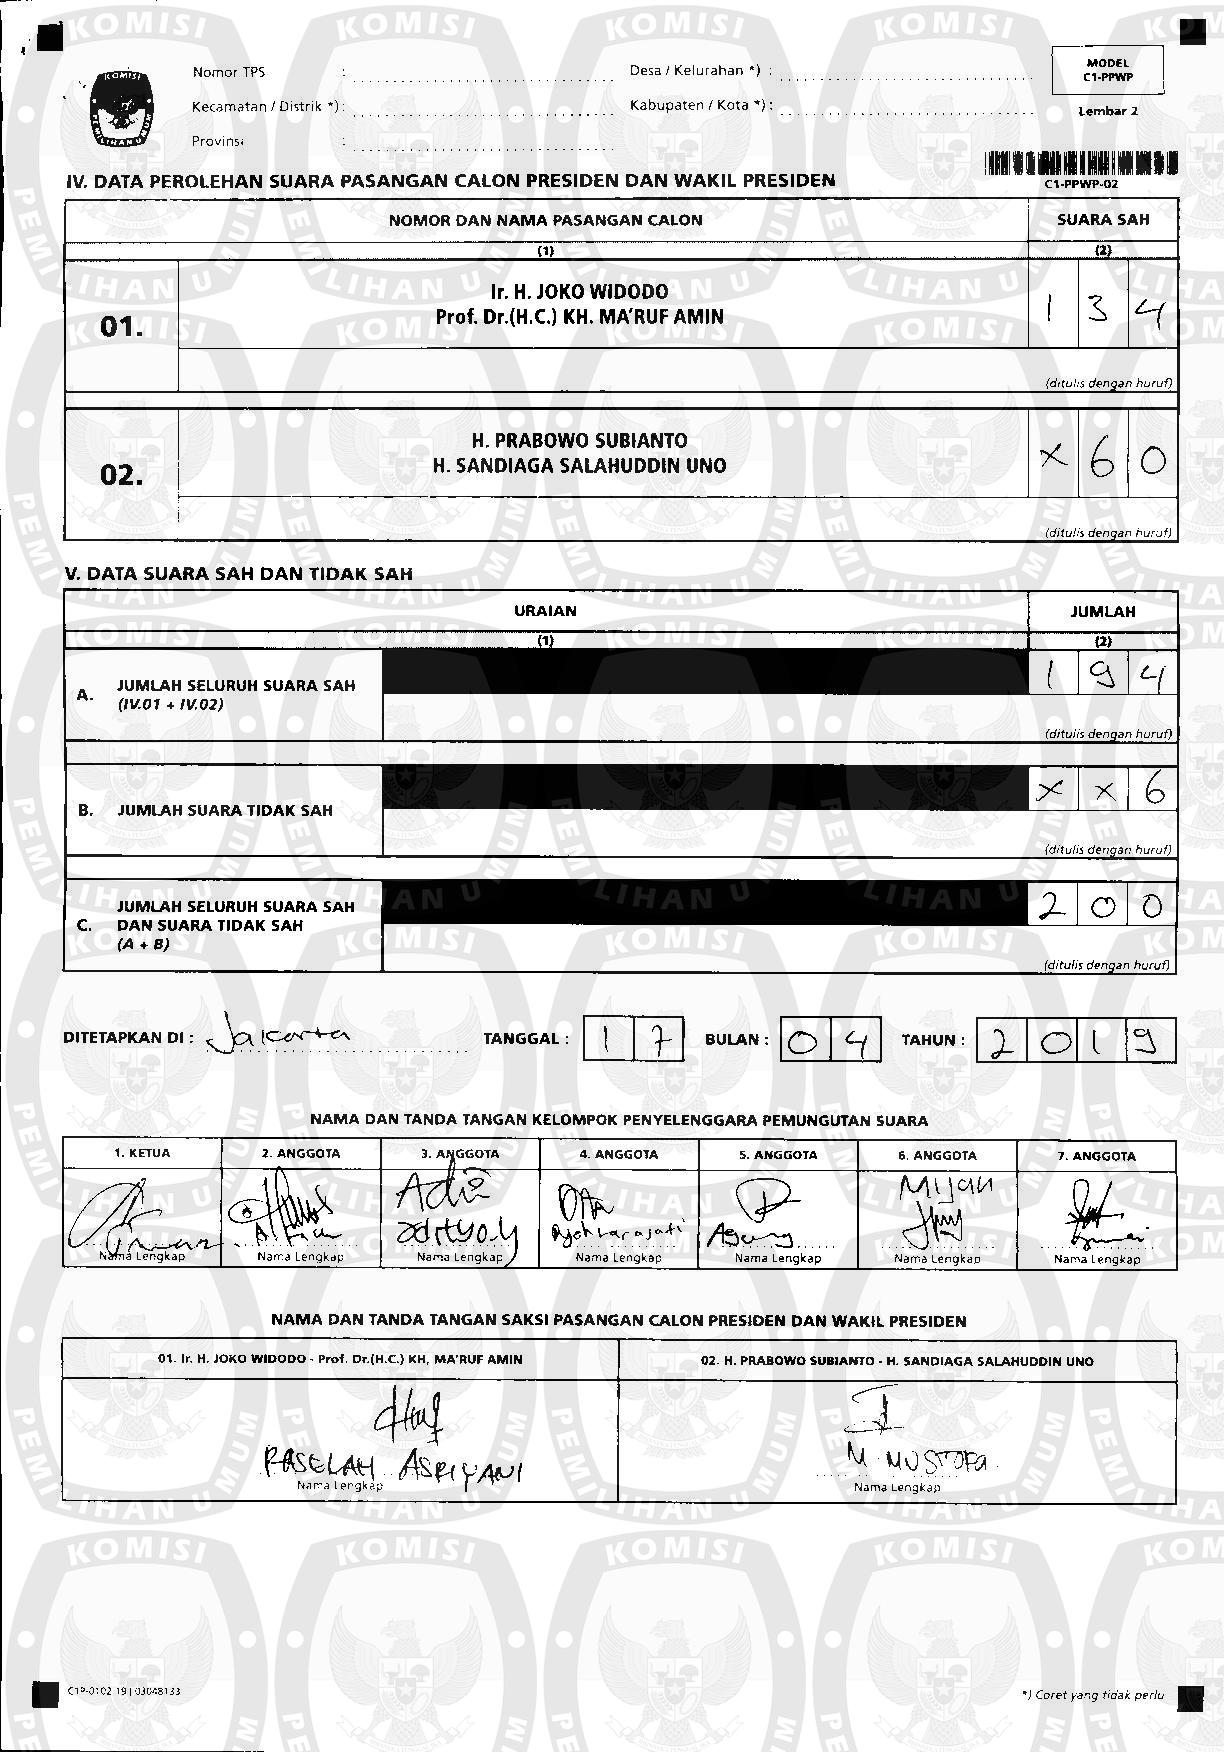 KOMISI
PEMILIHAN UMUM
Nomor TPS :
Desa / Kelurahan *) :
MODEL
C1-PPWP
Kecamatan / Distrik *) :
Kabupaten / Kota *) :
Lembar 2
Provinsi :
IV. DATA PEROLEHAN SUARA PASANGAN CALON PRESIDEN DAN WAKIL PRESIDEN
C1-PPWP-02
NOMOR DAN NAMA PASANGAN CALON SUARA SAH
(1) (2)
01. Ir. H. JOKO WIDODO
Prof. Dr.(H.C.) KH. MA'RUF AMIN
1 3 4
(ditulis dengan huruf)
02. H. PRABOWO SUBIANTO
H. SANDIAGA SALAHUDDIN UNO
X 6 0
(ditulis dengan huruf)
V. DATA SUARA SAH DAN TIDAK SAH
URAIAN JUMLAH
(1) (2)
A. JUMLAH SELURUH SUARA SAH
(IV.01 + IV.02)
1 9 4
(ditulis dengan huruf)
B. JUMLAH SUARA TIDAK SAH
X X 6
(ditulis dengan huruf)
C. JUMLAH SELURUH SUARA SAH
DAN SUARA TIDAK SAH
(A + B)
2 0 0
(ditulis dengan huruf)
DITETAPKAN DI : Jakarta TANGGAL : 1 7 BULAN : 0 4 TAHUN : 2 0 1 9
NAMA DAN TANDA TANGAN KELOMPOK PENYELENGGARA PEMUNGUTAN SUARA
1. KETUA 2. ANGGOTA 3. ANGGOTA 4. ANGGOTA 5. ANGGOTA 6. ANGGOTA 7. ANGGOTA
Mijan
adityo.y Agung
Nama Lengkap Nama Lengkap Nama Lengkap Nama Lengkap Nama Lengkap Nama Lengkap Nama Lengkap
NAMA DAN TANDA TANGAN SAKSI PASANGAN CALON PRESIDEN DAN WAKIL PRESIDEN
01. Ir. H. JOKO WIDODO - Prof. Dr.(H.C.) KH. MA'RUF AMIN 02. H. PRABOWO SUBIANTO - H. SANDIAGA SALAHUDDIN UNO
RASELAH ASRIYANI M MUSTOFA
Nama Lengkap Nama Lengkap
C1P-0102 19 | 03048133
*) Coret yang tidak perlu